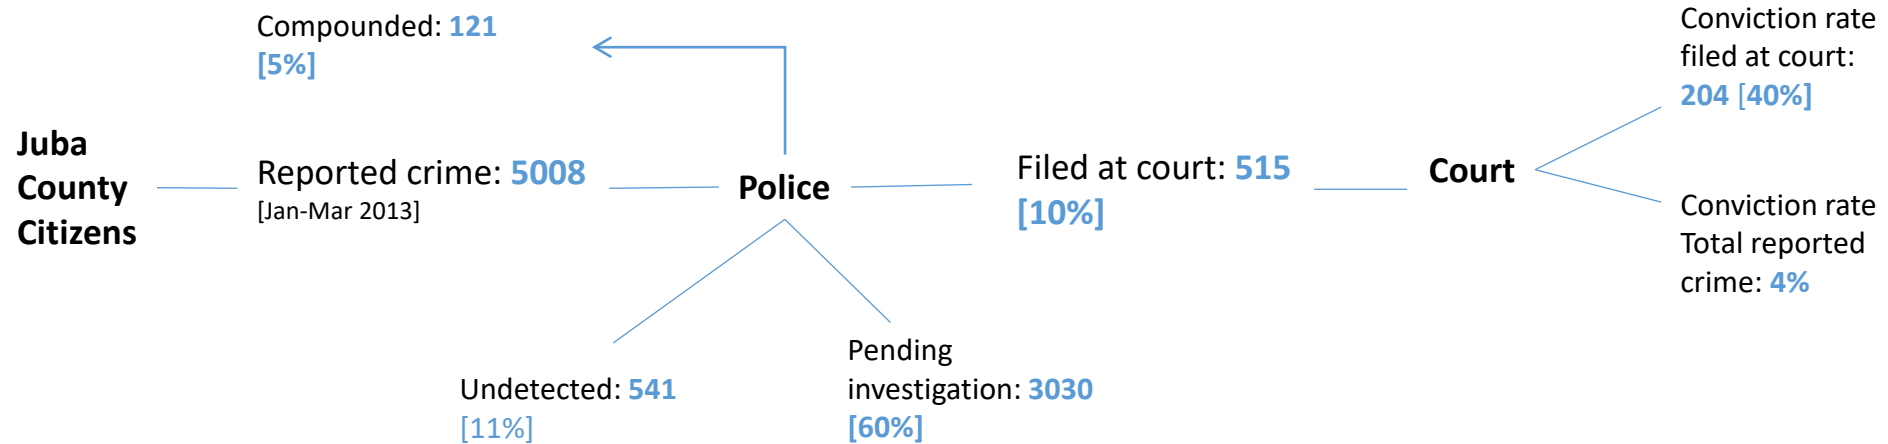 Compounded: 121
[5%]
Juba
County
Citizens
Reported crime: 5008
[Jan-Mar 2013]
Police
Undetected: 541
[11%]
Pending
investigation: 3030
[60%]
Filed at court: 515
[10%]
Court
Conviction rate
filed at court:
204 [40%]
Conviction rate
Total reported
crime: 4%